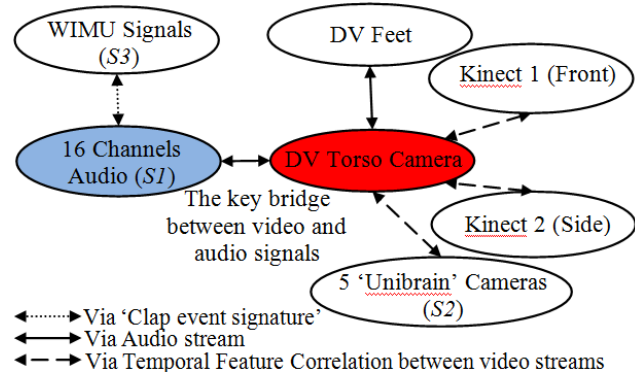 WIMU Signals
(S3)
DV Feet
Kinect 1 (Front)
16 Channels
Audio (S1)
DV Torso Camera
The key bridge
between video and
audio signals
Kinect 2 (Side)
5 ‘Unibrain’ Cameras
(S2)
Via ‘Clap event signature’
Via Audio stream
Via Temporal Feature Correlation between video streams